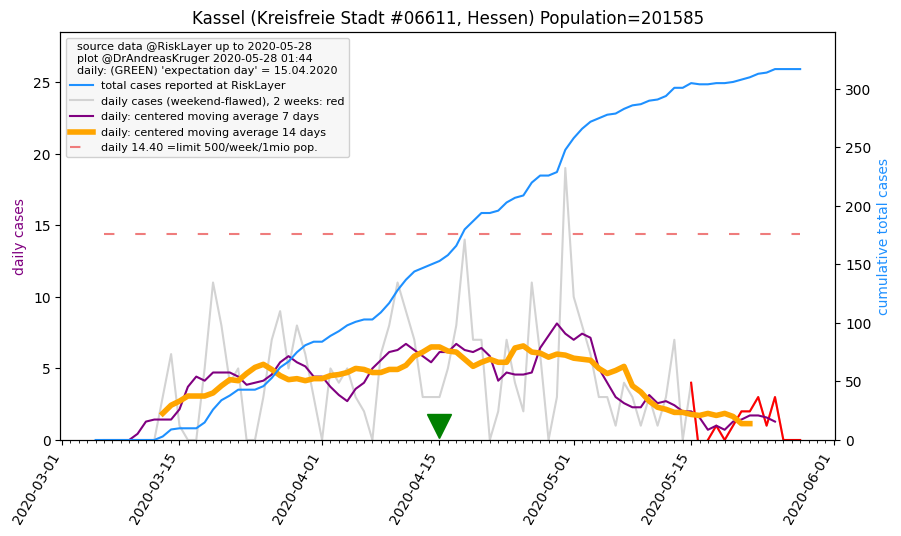 Kassel (Kreisfreie Stadt #06611, Hessen) Population=201585
source data @RiskLayer up to 2020-05-28
plot @DrAndreasKruger 2020-05-28 01:44
daily: (GREEN) 'expectation day' = 15.04.2020
total cases reported at RiskLayer
daily cases (weekend-flawed), 2 weeks: red
daily: centered moving average 7 days
daily: centered moving average 14 days
daily 14.40 =limit 500/week/1mio pop.
daily cases
25
20
15
10
5
0
cumulative total cases
300
250
200
150
100
50
0
2020-03-01
2020-03-15
2020-04-01
2020-04-15
2020-05-01
2020-05-15
2020-06-01